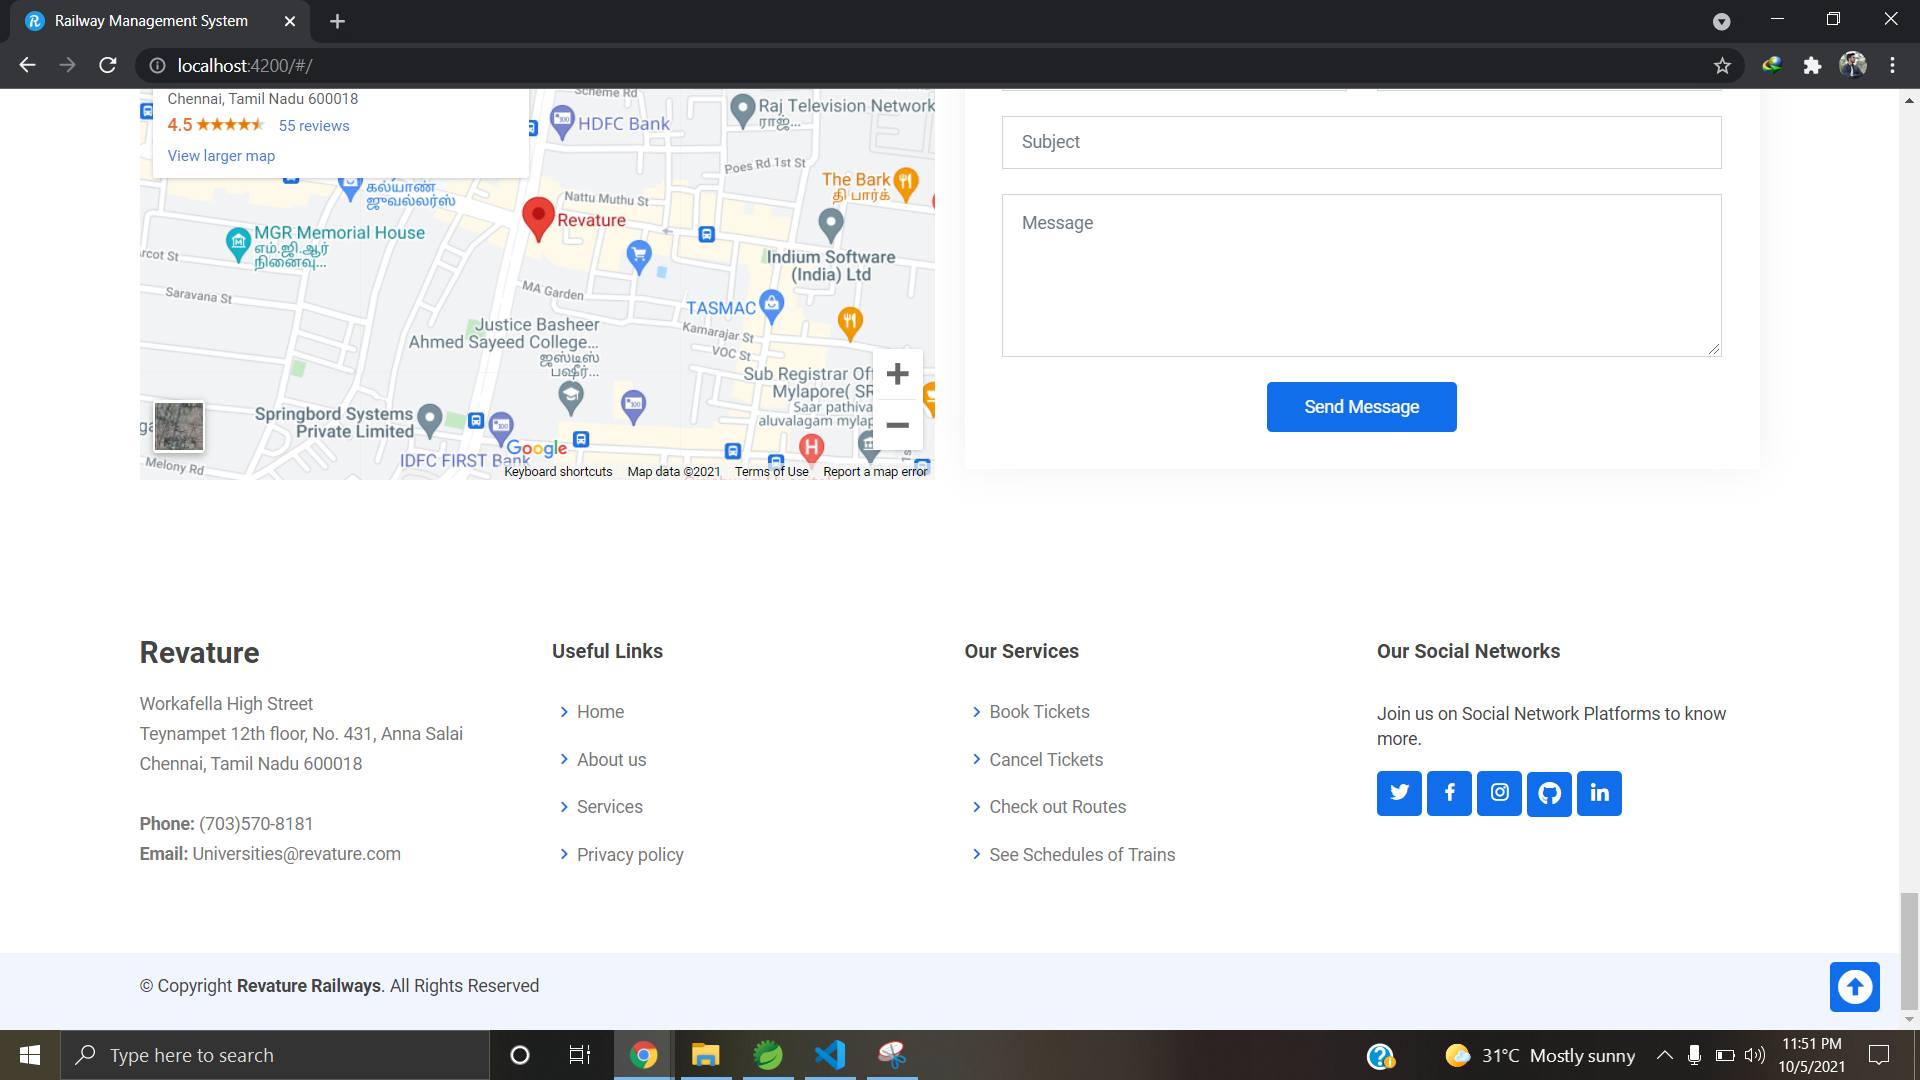 Railway Management System
localhost:4200/#/
Chennai, Tamil Nadu 600018
4.5 55 reviews
View larger map
Scheme Rd
HDFC Bank
Raj Television Network
ராஜ்...
Poes Rd 1st St
The Bark
தி பார்க்
கல்யாண்
ஜுவல்லர்ஸ்
Nattu Muthu St
Revature
MGR Memorial House
எம்.ஜி.ஆர்
நினைவு...
rcot St
Saravana St
Indium Software
(India) Ltd
MA Garden
TASMAC
Kamarajar St
VOC St
Justice Basheer
Ahmed Sayeed College...
ஜஸ்டிஸ்
பஷீர்...
Sub Registrar Off
Mylapore( SR
Saar pathiva
aluvalagam mylap
Springbord Systems
Private Limited
Melony Rd
IDFC FIRST Bank
Google
Keyboard shortcuts Map data ©2021 Terms of Use Report a map error
Subject
Message
Send Message
Revature
Workafella High Street
Teynampet 12th floor, No. 431, Anna Salai
Chennai, Tamil Nadu 600018
Phone: (703)570-8181
Email: Universities@revature.com
Useful Links
Home
About us
Services
Privacy policy
Our Services
Book Tickets
Cancel Tickets
Check out Routes
See Schedules of Trains
Our Social Networks
Join us on Social Network Platforms to know
more.
© Copyright Revature Railways. All Rights Reserved
Type here to search
31°C Mostly sunny
11:51 PM
10/5/2021